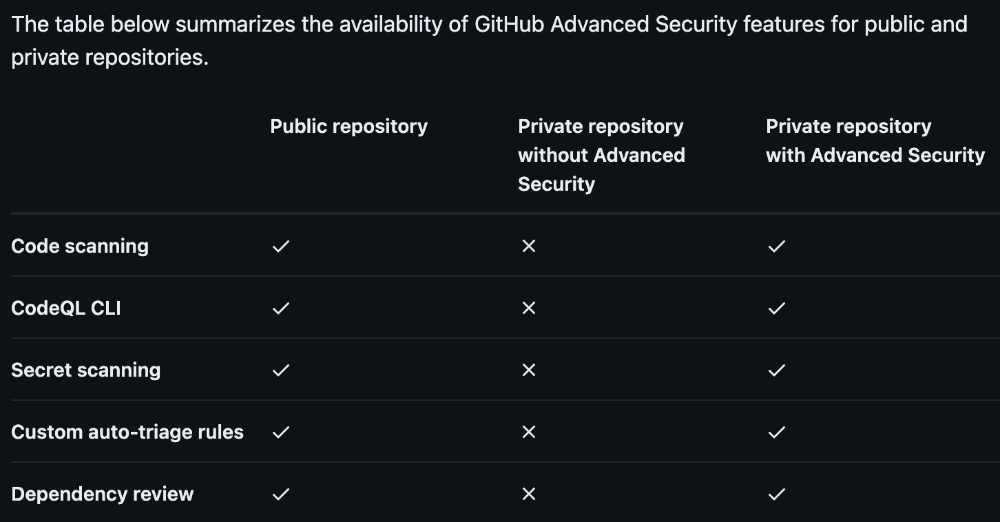 The table below summarizes the availability of GitHub Advanced Security features for public and
private repositories.
Public repository
Private repository
without Advanced
Security
Private repository
with Advanced Security
Code scanning ✓ ✕ ✓
CodeQL CLI ✓ ✕ ✓
Secret scanning ✓ ✕ ✓
Custom auto-triage rules ✓ ✕ ✓
Dependency review ✓ ✕ ✓